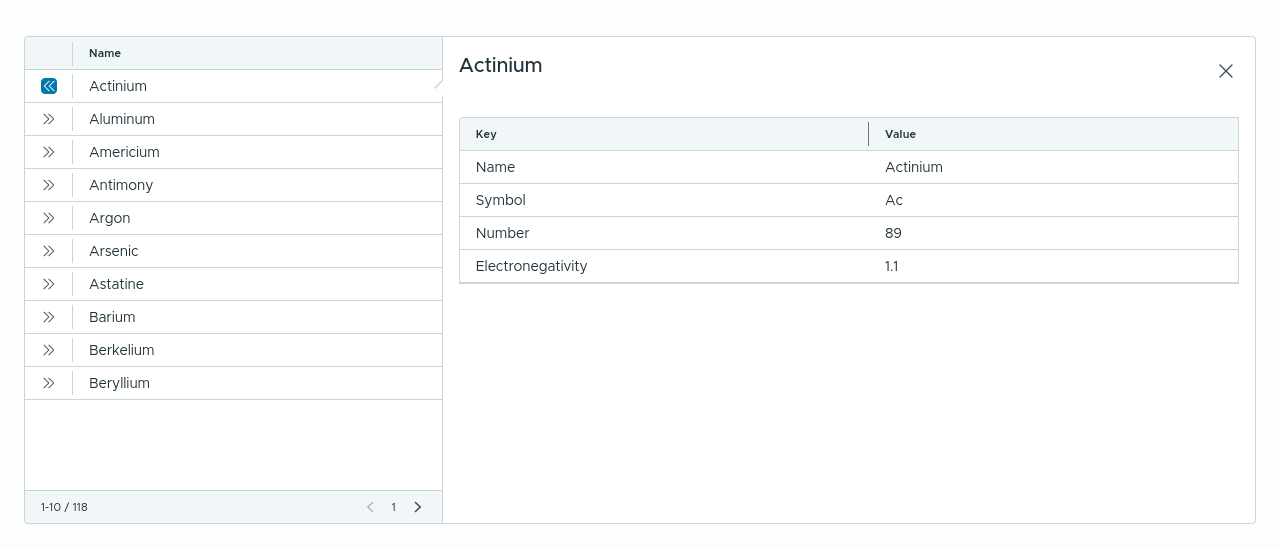 Name
Actinium
Aluminum
Americium
Antimony
Argon
Arsenic
Astatine
Barium
Berkelium
Beryllium
1-10 / 118
1
Actinium
Key Value
Name Actinium
Symbol Ac
Number 89
Electronegativity 1.1